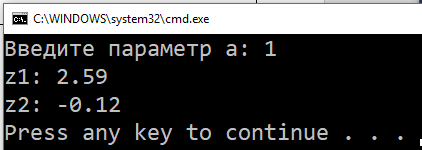 C:\WINDOWS\system32\cmd.exe
Введите параметр a: 1
z1: 2.59
z2: -0.12
Press any key to continue . . .